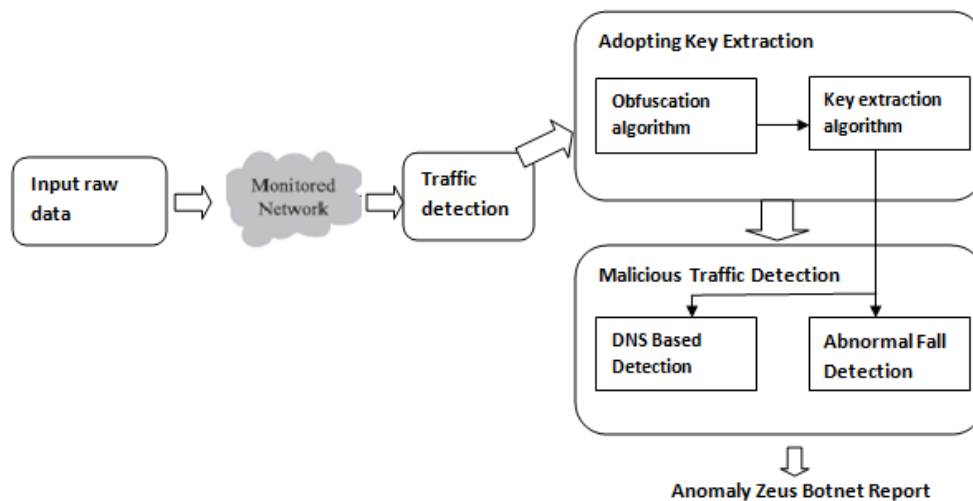 Adopting Key Extraction
Obfuscation
algorithm
Key extraction
algorithm
Input raw
data
Monitored
Network
Traffic
detection
Malicious Traffic Detection
DNS Based
Detection
Abnormal Fall
Detection
Anomaly Zeus Botnet Report